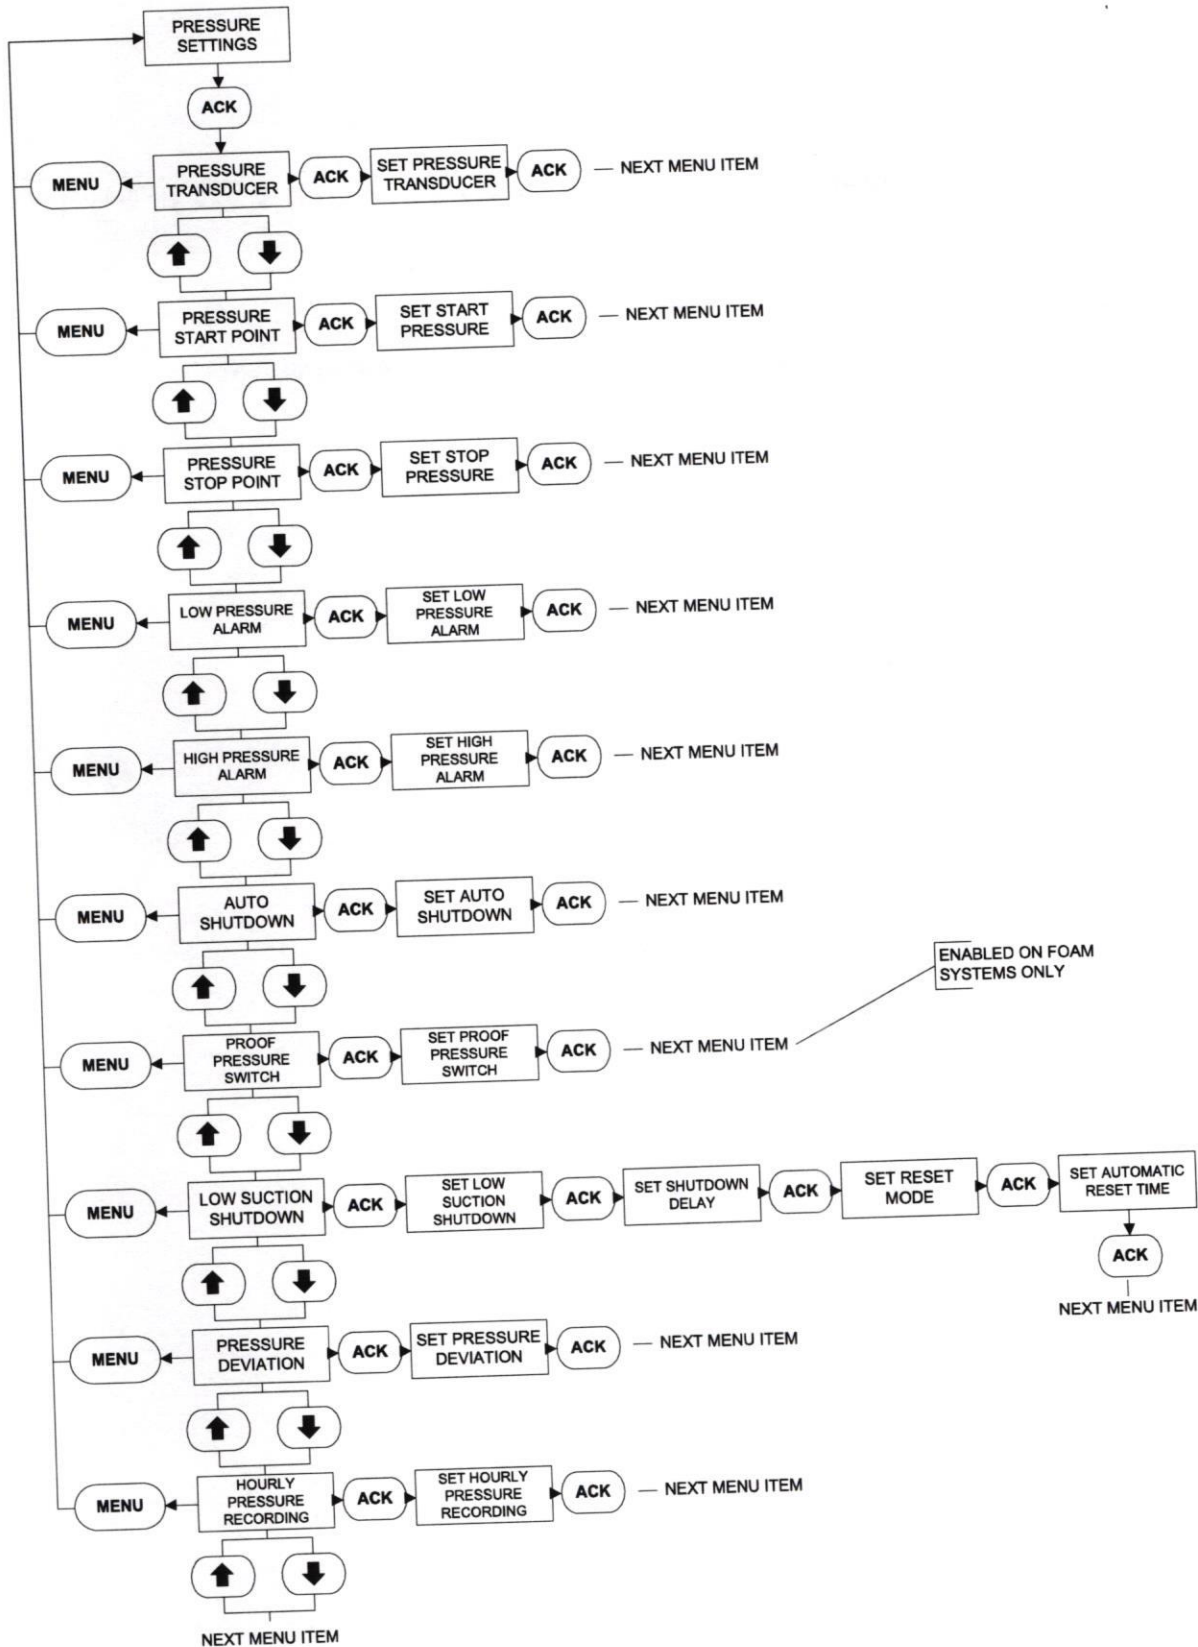 PRESSURE
SETTINGS
ACK
MENU
PRESSURE
TRANSDUCER
ACK
SET PRESSURE
TRANSDUCER
ACK
NEXT MENU ITEM
MENU
PRESSURE
START POINT
ACK
SET START
PRESSURE
ACK
NEXT MENU ITEM
MENU
PRESSURE
STOP POINT
ACK
SET STOP
PRESSURE
ACK
NEXT MENU ITEM
MENU
LOW PRESSURE
ALARM
ACK
SET LOW
PRESSURE
ALARM
ACK
NEXT MENU ITEM
MENU
HIGH PRESSURE
ALARM
ACK
SET HIGH
PRESSURE
ALARM
ACK
NEXT MENU ITEM
MENU
AUTO
SHUTDOWN
ACK
SET AUTO
SHUTDOWN
ACK
NEXT MENU ITEM
ENABLED ON FOAM
SYSTEMS ONLY
MENU
PROOF
PRESSURE
SWITCH
ACK
SET PROOF
PRESSURE
SWITCH
ACK
NEXT MENU ITEM
MENU
LOW SUCTION
SHUTDOWN
ACK
SET LOW
SUCTION
SHUTDOWN
ACK
SET SHUTDOWN
DELAY
ACK
SET RESET
MODE
ACK
SET AUTOMATIC
RESET TIME
ACK
NEXT MENU ITEM
MENU
PRESSURE
DEVIATION
ACK
SET PRESSURE
DEVIATION
ACK
NEXT MENU ITEM
MENU
HOURLY
PRESSURE
RECORDING
ACK
SET HOURLY
PRESSURE
RECORDING
ACK
NEXT MENU ITEM
NEXT MENU ITEM